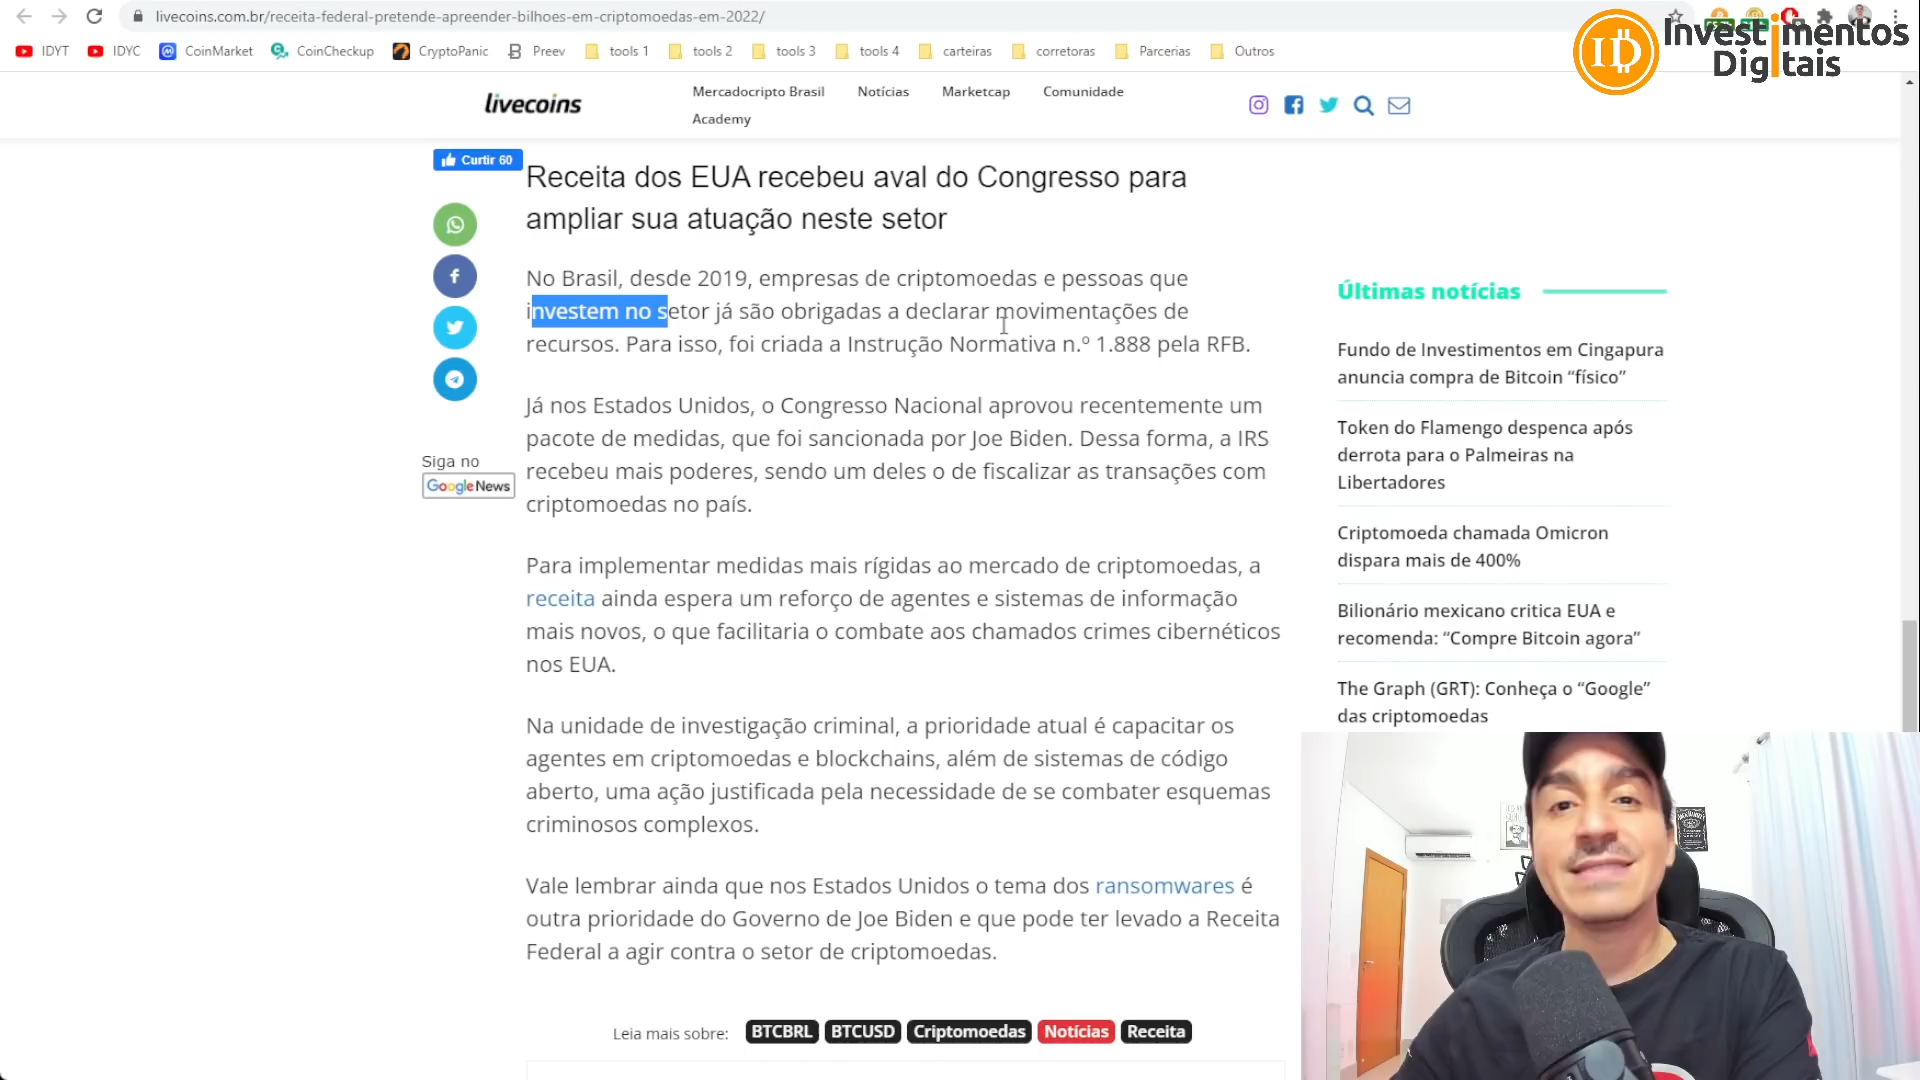 livecoins.com.br/receita-federal-pretende-apreender-bilhoes-em-criptomoedas-em-2022/
IDYT
IDYC
CoinMarket
CoinCheckup
CryptoPanic
Preev
tools 1
tools 2
tools 3
tools 4
carteiras
corretoras
Parcerias
Outros
ID
Investimentos
Digitais
livecoins
Mercadocripto Brasil
Notícias
Marketcap
Comunidade
Academy
Curtir 60
Receita dos EUA recebeu aval do Congresso para
ampliar sua atuação neste setor
No Brasil, desde 2019, empresas de criptomoedas e pessoas que
investem no setor já são obrigadas a declarar movimentações de
recursos. Para isso, foi criada a Instrução Normativa n.º 1.888 pela RFB.
Já nos Estados Unidos, o Congresso Nacional aprovou recentemente um
pacote de medidas, que foi sancionada por Joe Biden. Dessa forma, a IRS
recebeu mais poderes, sendo um deles o de fiscalizar as transações com
criptomoedas no país.
Para implementar medidas mais rígidas ao mercado de criptomoedas, a
receita ainda espera um reforço de agentes e sistemas de informação
mais novos, o que facilitaria o combate aos chamados crimes cibernéticos
nos EUA.
Na unidade de investigação criminal, a prioridade atual é capacitar os
agentes em criptomoedas e blockchains, além de sistemas de código
aberto, uma ação justificada pela necessidade de se combater esquemas
criminosos complexos.
Vale lembrar ainda que nos Estados Unidos o tema dos ransomwares é
outra prioridade do Governo de Joe Biden e que pode ter levado a Receita
Federal a agir contra o setor de criptomoedas.
Siga no
Google News
Leia mais sobre:
BTCBRL
BTCUSD
Criptomoedas
Notícias
Receita
Últimas notícias
Fundo de Investimentos em Cingapura
anuncia compra de Bitcoin “físico”
Token do Flamengo despenca após
derrota para o Palmeiras na
Libertadores
Criptomoeda chamada Omicron
dispara mais de 400%
Bilionário mexicano critica EUA e
recomenda: “Compre Bitcoin agora”
The Graph (GRT): Conheça o “Google”
das criptomoedas